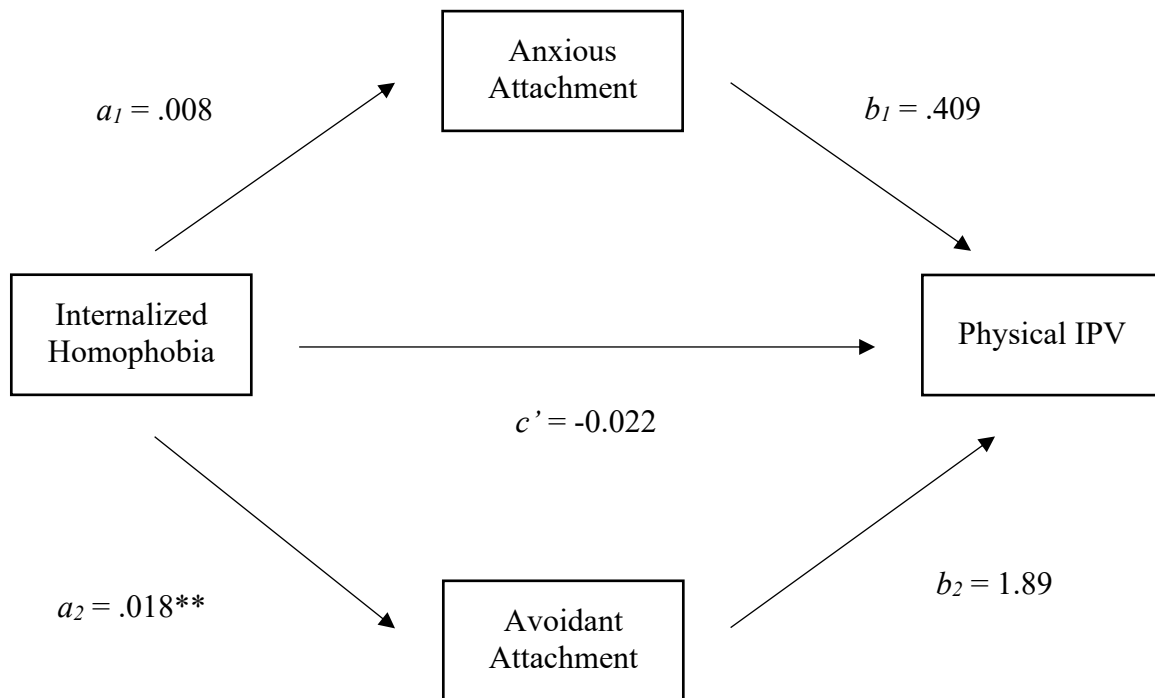 Anxious
Attachment
a1 = .008
b1 = .409
Internalized
Homophobia
Physical IPV
c’ = -0.022
a2 = .018**
b2 = 1.89
Avoidant
Attachment